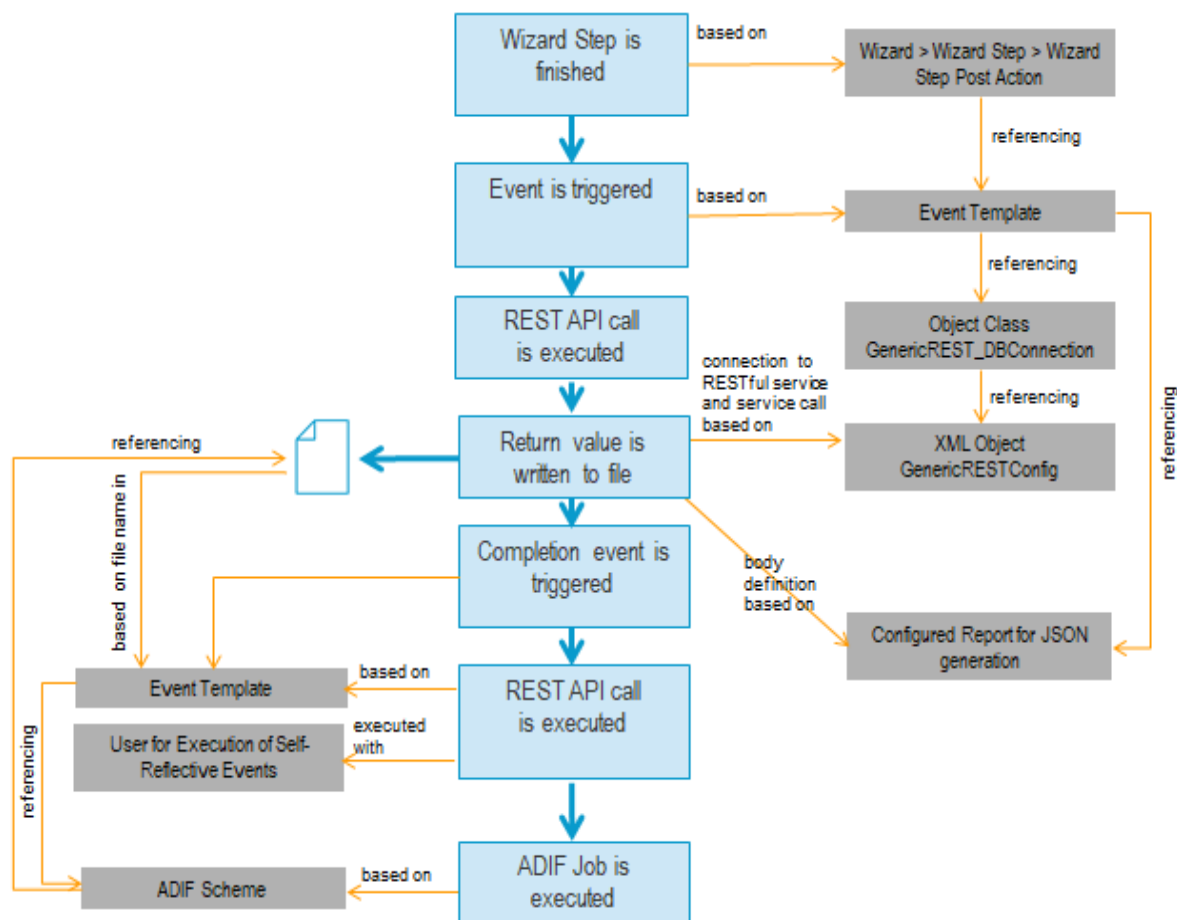 Wizard Step is
finished
based on
Wizard > Wizard Step > Wizard
Step Post Action
referencing
Event is triggered
based on
Event Template
referencing
REST API call
is executed
Object Class
GenericREST_DBConnection
connection to
RESTful service
and service call
based on
referencing
referencing
referencing
Return value is
written to file
XML Object
GenericRESTConfig
based on file name in
Completion event is
triggered
body
definition
based on
Configured Report for JSON
generation
Event Template
based on
REST API call
is executed
User for Execution of Self-
Reflective Events
executed
with
referencing
ADIF Scheme
based on
ADIF Job is
executed